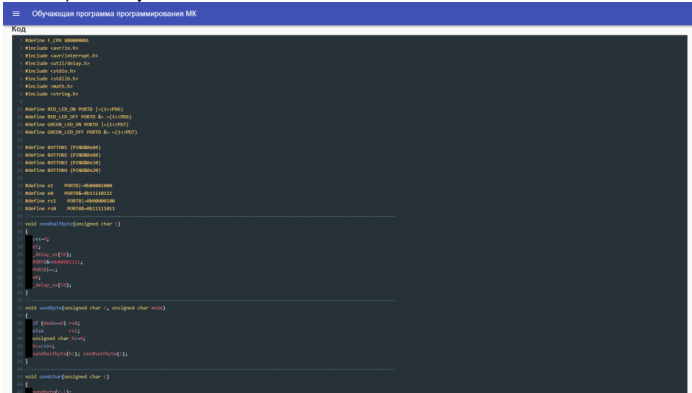 Обучающая программа программирования МК
Код
#define F_CPU 8000000UL
#include <avr/io.h>
#include <avr/interrupt.h>
#include <util/delay.h>
#include <stdio.h>
#include <stdlib.h>
#include <math.h>
#include <string.h>
#define RED_LED_ON PORTD |=(1<<PD6)
#define RED_LED_OFF PORTD &= ~(1<<PD6)
#define GREEN_LED_ON PORTD |=(1<<PD7)
#define GREEN_LED_OFF PORTD &= ~(1<<PD7)
#define BUTTON1 (PIND&0x04)
#define BUTTON2 (PIND&0x08)
#define BUTTON3 (PIND&0x10)
#define BUTTON4 (PIND&0x20)
#define e1 PORTB|=0b00001000
#define e0 PORTB&=0b11110111
#define rs1 PORTB|=0b00000100
#define rs0 PORTB&=0b11111011
void sendhalfbyte(unsigned char c)
{
c<<=4;
e1;
_delay_us(50);
PORTB&=0b00001111;
PORTB|=c;
e0;
_delay_us(50);
}
void sendbyte(unsigned char c, unsigned char mode)
{
if (mode==0) rs0;
else rs1;
unsigned char hc=0;
hc=c>>4;
sendhalfbyte(hc); sendhalfbyte(c);
}
void sendchar(unsigned char c)
{